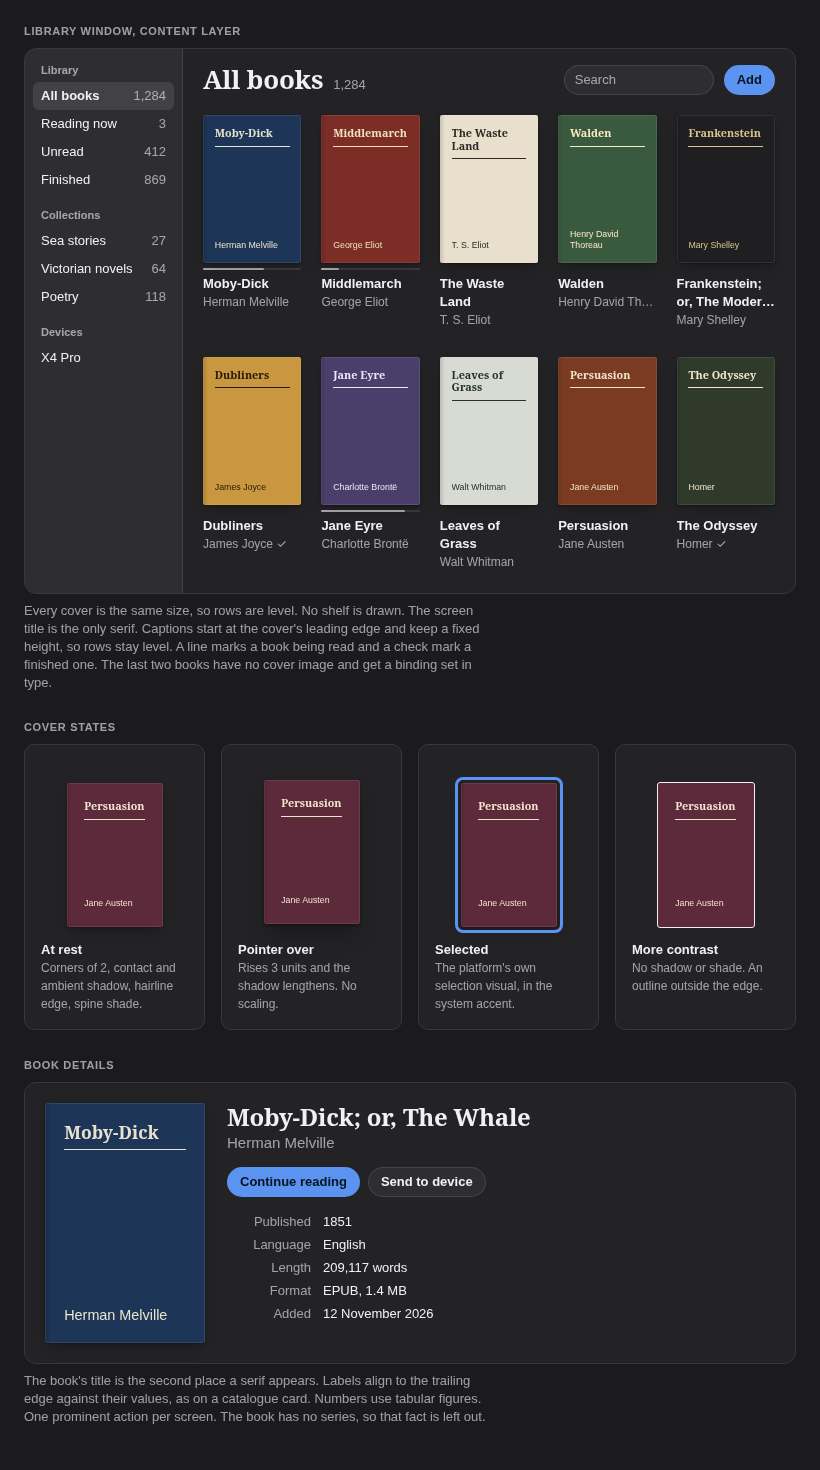 LIBRARY WINDOW, CONTENT LAYER
Library
All books 1,284
Reading now 3
Unread 412
Finished 869
Collections
Sea stories 27
Victorian novels 64
Poetry 118
Devices
X4 Pro
All books 1,284
Search
Add
Moby-Dick
Herman Melville
Middlemarch
George Eliot
The Waste
Land
T. S. Eliot
Walden
Henry David
Thoreau
Frankenstein
Mary Shelley
Moby-Dick
Herman Melville
Middlemarch
George Eliot
The Waste
Land
T. S. Eliot
Walden
Henry David Th…
Frankenstein;
or, The Moder…
Mary Shelley
Dubliners
James Joyce
Jane Eyre
Charlotte Brontë
Leaves of
Grass
Walt Whitman
Persuasion
Jane Austen
The Odyssey
Homer
Dubliners
James Joyce ✓
Jane Eyre
Charlotte Brontë
Leaves of
Grass
Walt Whitman
Persuasion
Jane Austen
The Odyssey
Homer ✓
Every cover is the same size, so rows are level. No shelf is drawn. The screen
title is the only serif. Captions start at the cover's leading edge and keep a fixed
height, so rows stay level. A line marks a book being read and a check mark a
finished one. The last two books have no cover image and get a binding set in
type.
COVER STATES
Persuasion
Jane Austen
At rest
Corners of 2, contact and
ambient shadow, hairline
edge, spine shade.
Persuasion
Jane Austen
Pointer over
Rises 3 units and the
shadow lengthens. No
scaling.
Persuasion
Jane Austen
Selected
The platform's own
selection visual, in the
system accent.
Persuasion
Jane Austen
More contrast
No shadow or shade. An
outline outside the edge.
BOOK DETAILS
Moby-Dick
Herman Melville
Moby-Dick; or, The Whale
Herman Melville
Continue reading
Send to device
Published 1851
Language English
Length 209,117 words
Format EPUB, 1.4 MB
Added 12 November 2026
The book's title is the second place a serif appears. Labels align to the trailing
edge against their values, as on a catalogue card. Numbers use tabular figures.
One prominent action per screen. The book has no series, so that fact is left out.